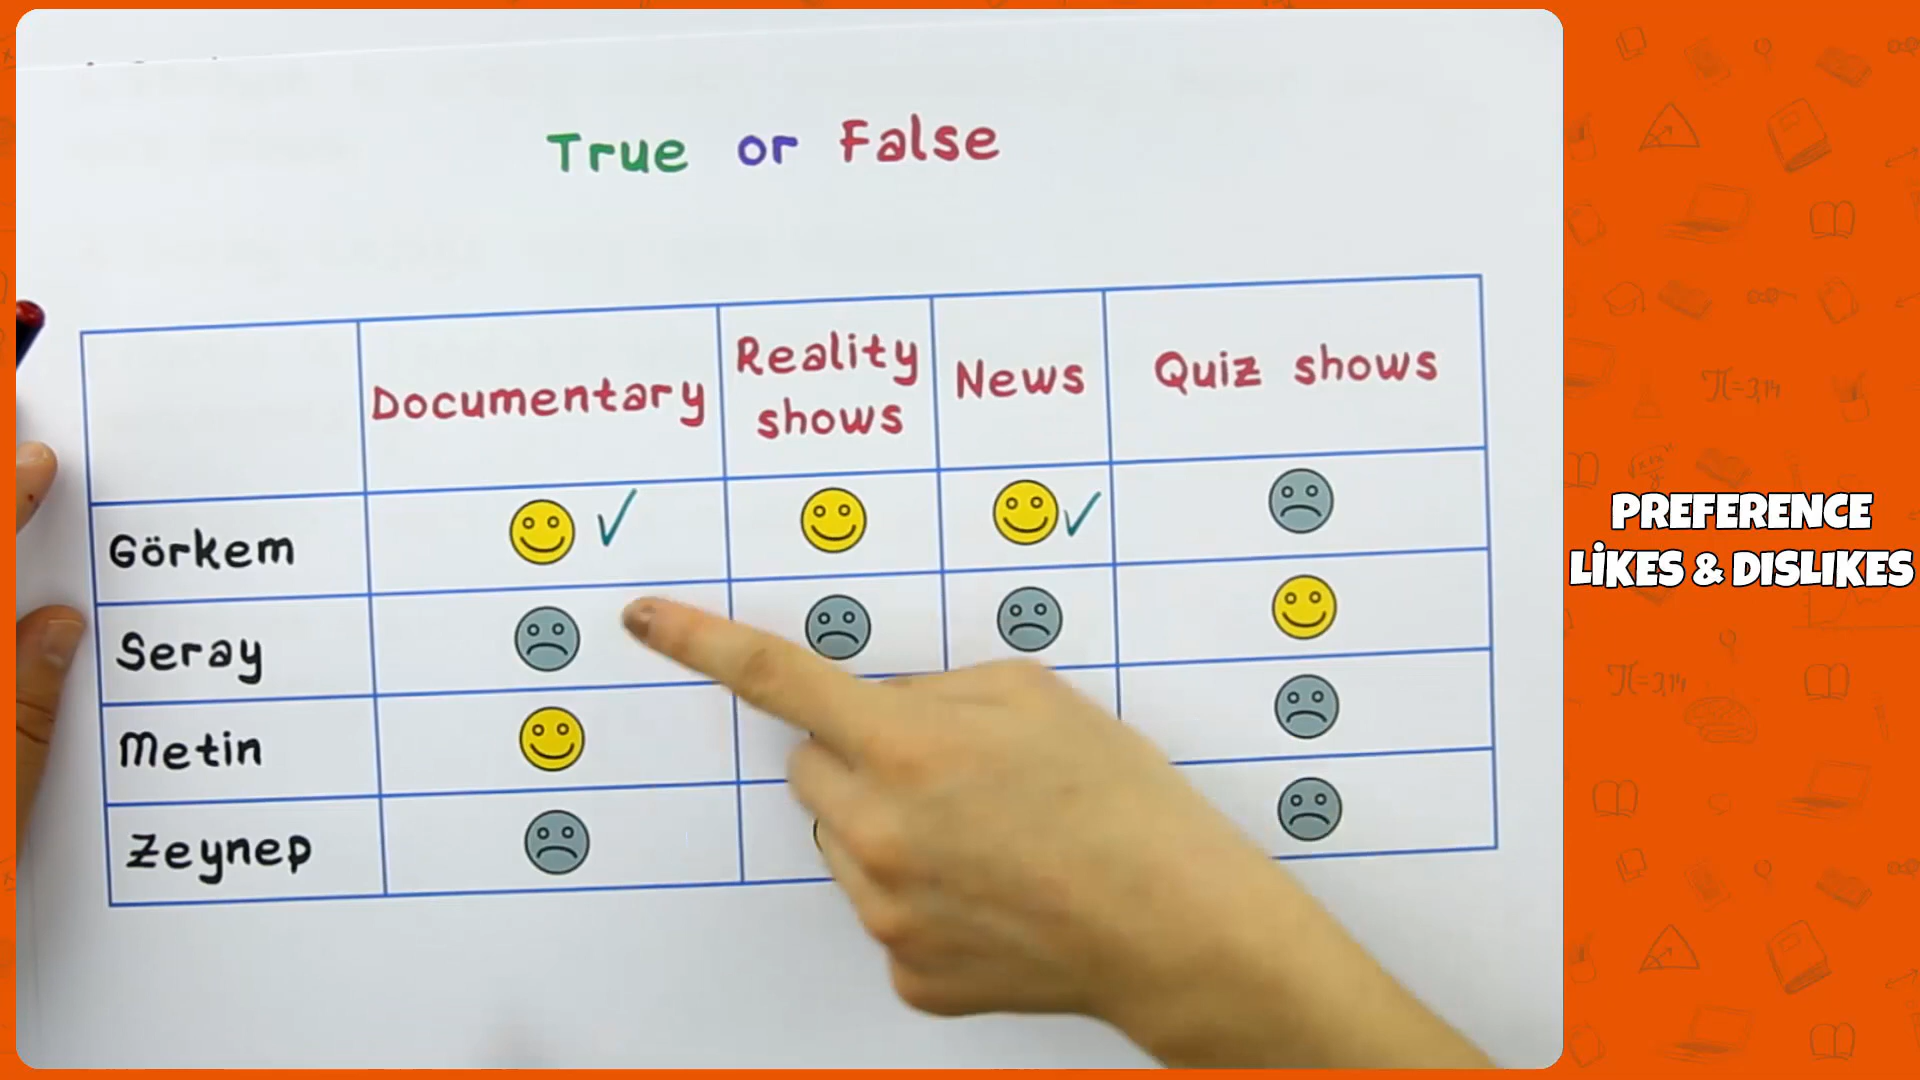 True or False
Documentary
Reality
shows
News
Quiz shows
Görkem
Seray
Metin
Zeynep
PREFERENCE
LİKES & DISLIKES